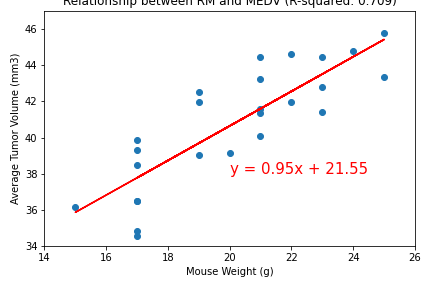 Relationship between RM and MEDV (R-squared: 0.709)
46
44
42
40
38
36
34
Average Tumor Volume (mm3)
y = 0.95x + 21.55
14 16 18 20 22 24 26
Mouse Weight (g)